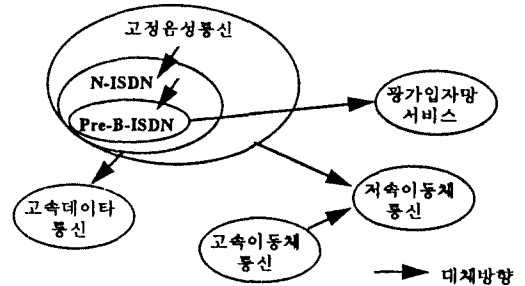 고정음성통신
N-ISDN
Pre-B-ISDN
광가입자망
서비스
고속데이타
통신
저속이동체
통신
고속이동체
통신
대체방향